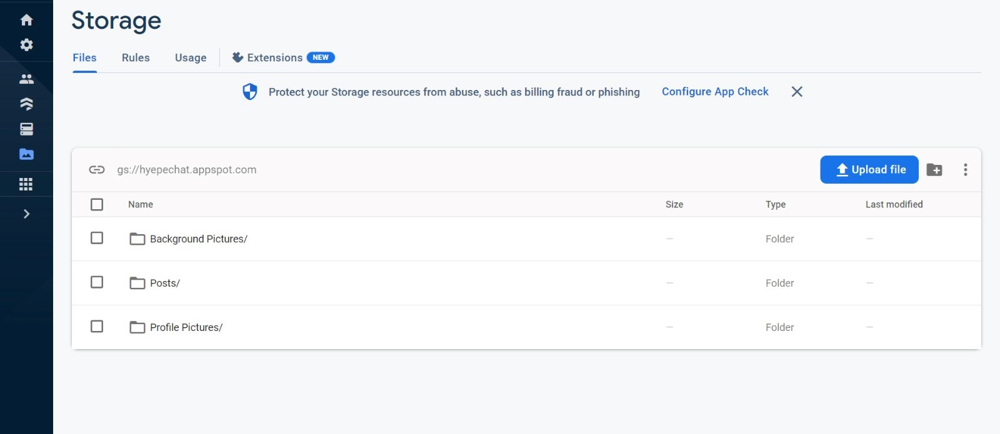 Storage
Files Rules Usage Extensions NEW
Protect your Storage resources from abuse, such as billing fraud or phishing Configure App Check
gs://hyepechat.appspot.com Upload file
Name Size Type Last modified
Background Pictures/ — Folder —
Posts/ — Folder —
Profile Pictures/ — Folder —